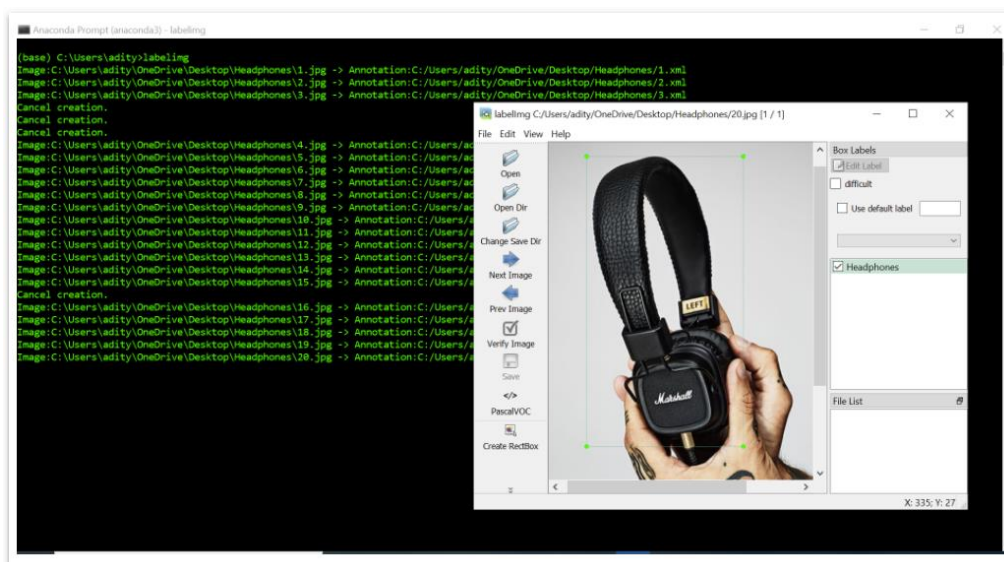 Anaconda Prompt (anaconda3) - labelimg
(base) C:\Users\adity>labelimg
Image:C:\Users\adity\OneDrive\Desktop\Headphones\1.jpg -> Annotation:C:/Users/adity/OneDrive/Desktop/Headphones/1.xml
Image:C:\Users\adity\OneDrive\Desktop\Headphones\2.jpg -> Annotation:C:/Users/adity/OneDrive/Desktop/Headphones/2.xml
Image:C:\Users\adity\OneDrive\Desktop\Headphones\3.jpg -> Annotation:C:/Users/adity/OneDrive/Desktop/Headphones/3.xml
Cancel creation.
Cancel creation.
Cancel creation.
Image:C:\Users\adity\OneDrive\Desktop\Headphones\4.jpg -> Annotation:C:/Users/ad
Image:C:\Users\adity\OneDrive\Desktop\Headphones\5.jpg -> Annotation:C:/Users/ad
Image:C:\Users\adity\OneDrive\Desktop\Headphones\6.jpg -> Annotation:C:/Users/ad
Image:C:\Users\adity\OneDrive\Desktop\Headphones\7.jpg -> Annotation:C:/Users/ad
Image:C:\Users\adity\OneDrive\Desktop\Headphones\8.jpg -> Annotation:C:/Users/ad
Image:C:\Users\adity\OneDrive\Desktop\Headphones\9.jpg -> Annotation:C:/Users/ad
Image:C:\Users\adity\OneDrive\Desktop\Headphones\10.jpg -> Annotation:C:/Users/a
Image:C:\Users\adity\OneDrive\Desktop\Headphones\11.jpg -> Annotation:C:/Users/a
Image:C:\Users\adity\OneDrive\Desktop\Headphones\12.jpg -> Annotation:C:/Users/a
Image:C:\Users\adity\OneDrive\Desktop\Headphones\13.jpg -> Annotation:C:/Users/a
Image:C:\Users\adity\OneDrive\Desktop\Headphones\14.jpg -> Annotation:C:/Users/a
Image:C:\Users\adity\OneDrive\Desktop\Headphones\15.jpg -> Annotation:C:/Users/a
Cancel creation.
Image:C:\Users\adity\OneDrive\Desktop\Headphones\16.jpg -> Annotation:C:/Users/a
Image:C:\Users\adity\OneDrive\Desktop\Headphones\17.jpg -> Annotation:C:/Users/a
Image:C:\Users\adity\OneDrive\Desktop\Headphones\18.jpg -> Annotation:C:/Users/a
Image:C:\Users\adity\OneDrive\Desktop\Headphones\19.jpg -> Annotation:C:/Users/a
Image:C:\Users\adity\OneDrive\Desktop\Headphones\20.jpg -> Annotation:C:/Users/a
labelImg C:/Users/adity/OneDrive/Desktop/Headphones/20.jpg [1 / 1]
File Edit View Help
Open
Open Dir
Change Save Dir
Next Image
Prev Image
Verify Image
Save
</>
PascalVOC
Create RectBox
LEFT
Marshall
Box Labels
Edit Label
difficult
Use default label
Headphones
File List
X: 335; Y: 27